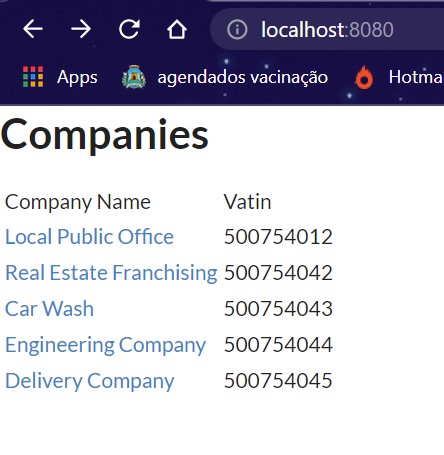 localhost:8080
Apps agendados vacinação Hotma
Companies
Company Name Vatin
Local Public Office 500754012
Real Estate Franchising 500754042
Car Wash 500754043
Engineering Company 500754044
Delivery Company 500754045